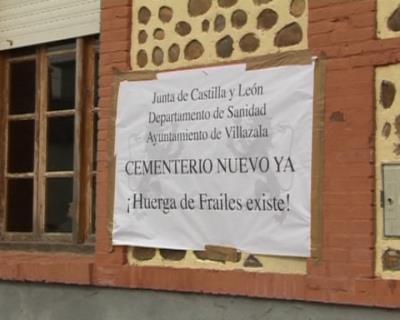 Junta de Castilla y León
Departamento de Sanidad
Ayuntamiento de Villazala
CEMENTERIO NUEVO YA
¡Huerga de Frailes existe!